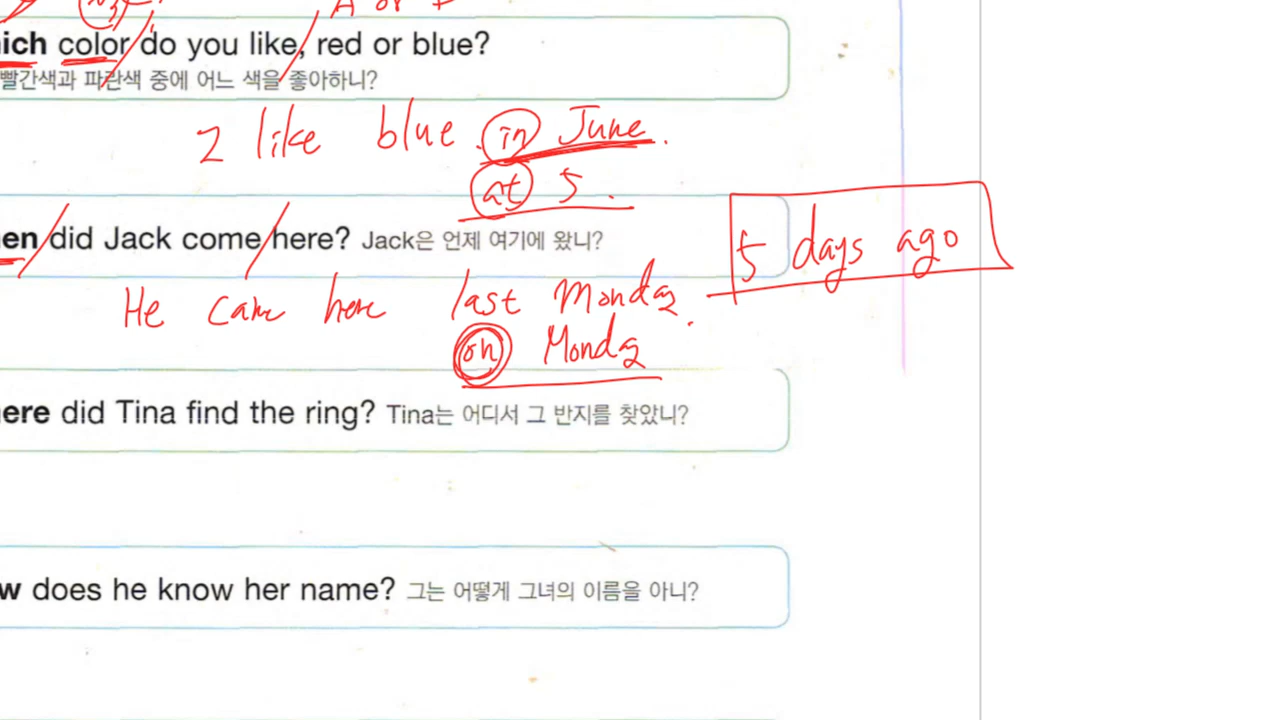 A or
ich color do you like, red or blue?
빨간색과 파란색 중에 어느 색을 좋아하니?
I like blue. in June.
at 5.
en did Jack come here? Jack은 언제 여기에 왔니?
5 days ago
He came here last Monday.
on Monday
ere did Tina find the ring? Tina는 어디서 그 반지를 찾았니?
w does he know her name? 그는 어떻게 그녀의 이름을 아니?